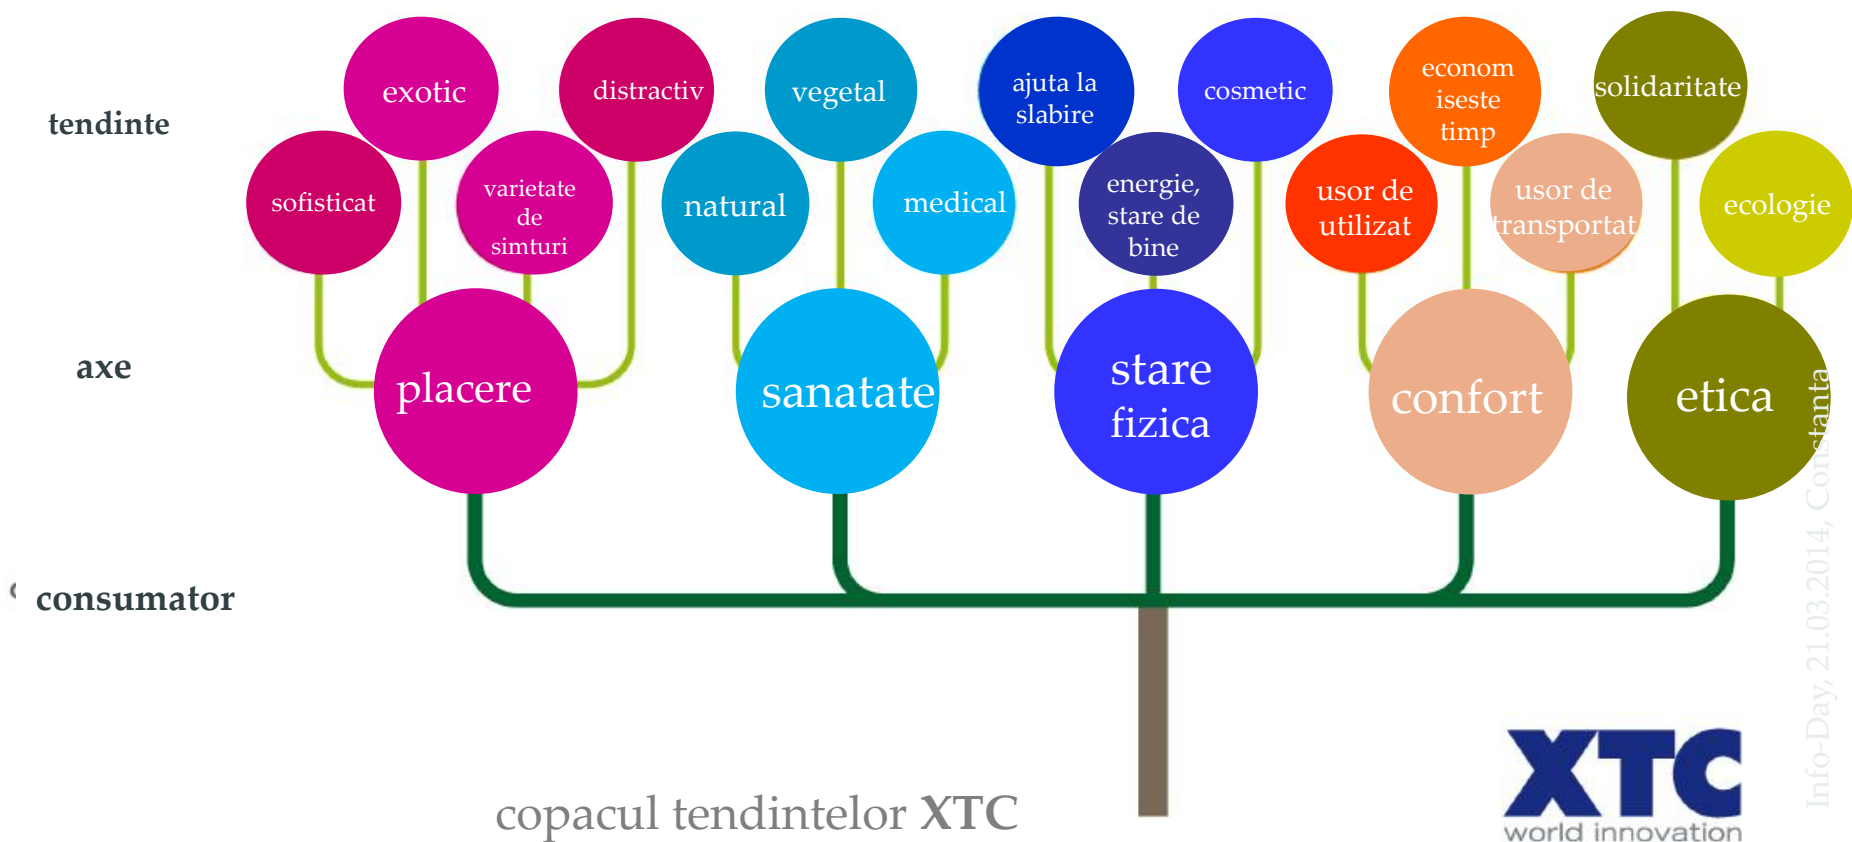 tendinte
exotic
distractiv
vegetal
ajuta la
slabire
cosmetic
econom
iseste
timp
solidaritate
sofisticat
varietate
de
simturi
natural
medical
energie,
stare de
bine
usor de
utilizat
usor de
transportat
ecologie
axe
placere
sanatate
stare
fizica
confort
etica
consumator
copacul tendintelor XTC
XTC
world innovation
Info-Day, 21.03.2014, Constanta